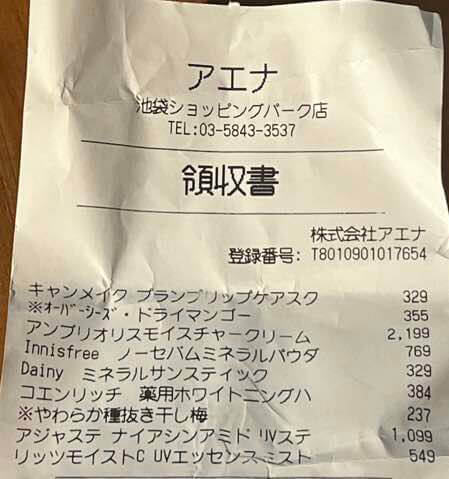 アエナ
池袋ショッピングパーク店
TEL:03-5843-3537
領収書
株式会社アエナ
登録番号: T8010901017654
キャンメイク プランプリップケアスク 329
※オーバーシーズ・ドライマンゴー 355
アンブリオリスモイスチャークリーム 2,199
Innisfree ノーセバムミネラルパウダ 769
Dainy ミネラルサンスティック 329
コエンリッチ 薬用ホワイトニングハ 384
※やわらか種抜き干し梅 237
アジャステ ナイアシンアミド UVステ 1,099
リッツモイストC UVエッセンスミスト 549